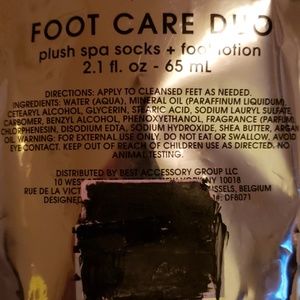 FOOT CARE DUO
plush spa socks + foot lotion
2.1 fl. oz - 65 mL
DIRECTIONS: APPLY TO CLEANSED FEET AS NEEDED.
INGREDIENTS: WATER (AQUA), MINERAL OIL (PARAFFINUM LIQUIDUM),
CETEARYL ALCOHOL, GLYCERIN, STEARIC ACID, SODIUM LAURYL SULFATE,
CARBOMER, BENZYL ALCOHOL, PHENOXYETHANOL, FRAGRANCE (PARFUM),
CHLORPHENESIN, DISODIUM EDTA, SODIUM HYDROXIDE, SHEA BUTTER, ARGAN
OIL. WARNING: FOR EXTERNAL USE ONLY. DO NOT EAT OR SWALLOW. AVOID
EYE CONTACT. KEEP OUT OF REACH OF CHILDREN USE AS DIRECTED. NO
ANIMAL TESTING.
DISTRIBUTED BY BEST ACCESSORY GROUP LLC
10 WEST NY 10018
RUE DE LA BELGIUM
DESIGNED DF8071